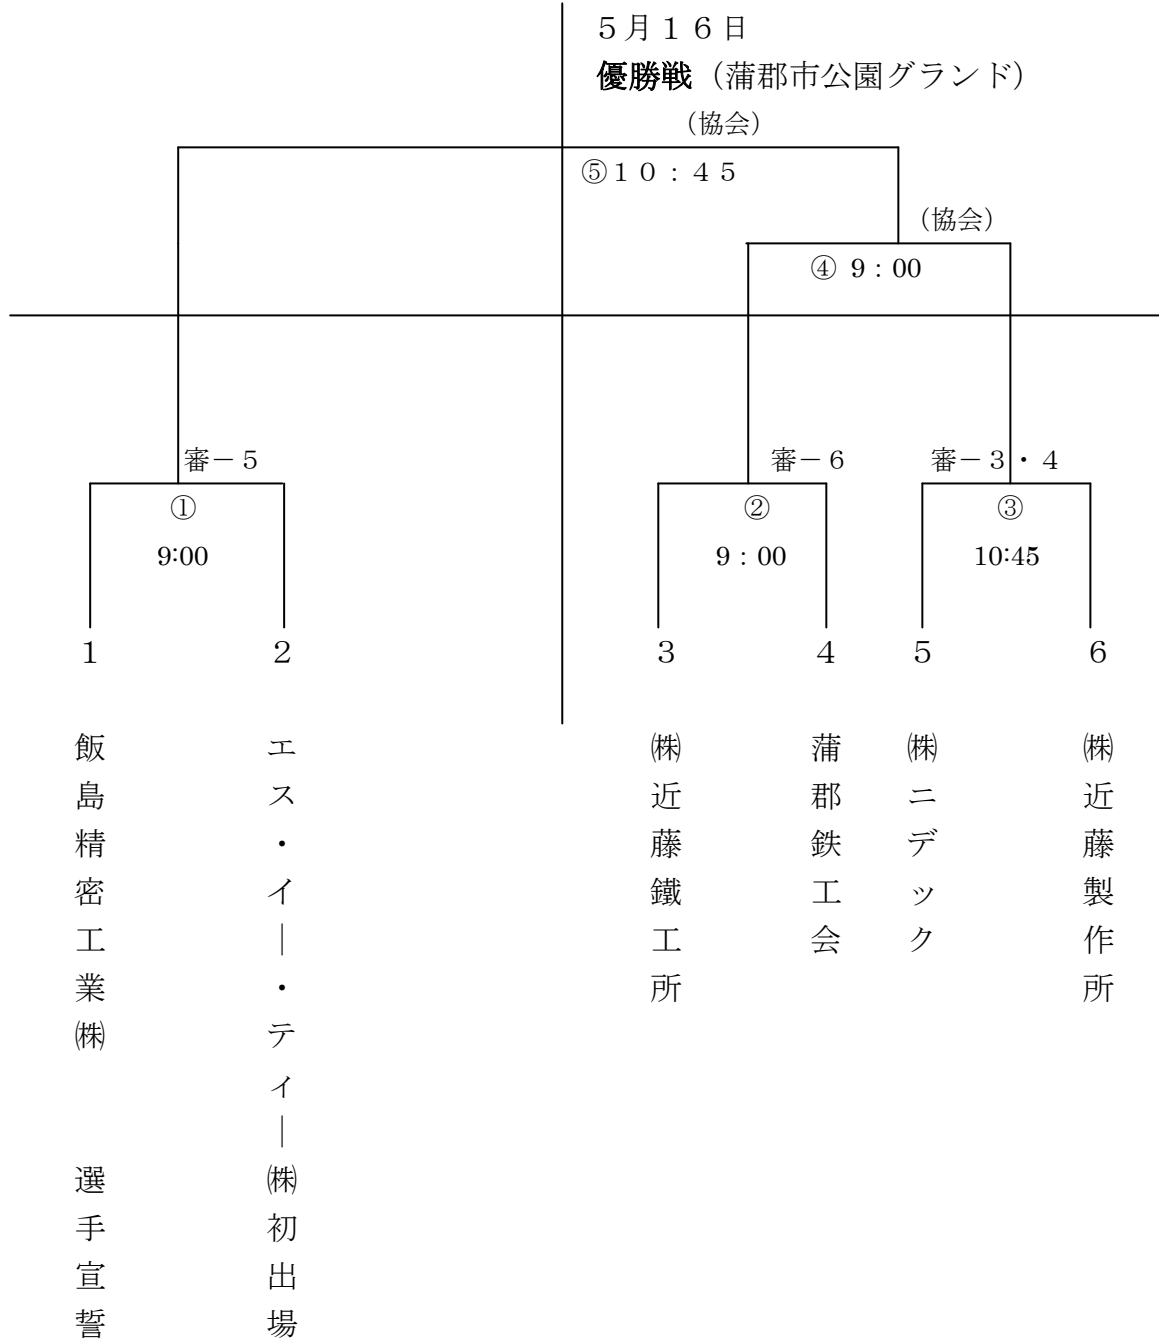 ５月１６日
優勝戦（蒲郡市公園グランド）
（協会）
⑤１０：４５
（協会）
④ 9：00
審－５
審－６
審－３・４
①
②
③
9:00
9：00
10:45
１
２
３
４
５
６
飯島精密工業㈱ 選手宣誓
エス・イー・ティー㈱初出場
㈱近藤鐵工所
蒲郡鉄工会
㈱ニデック
㈱近藤製作所